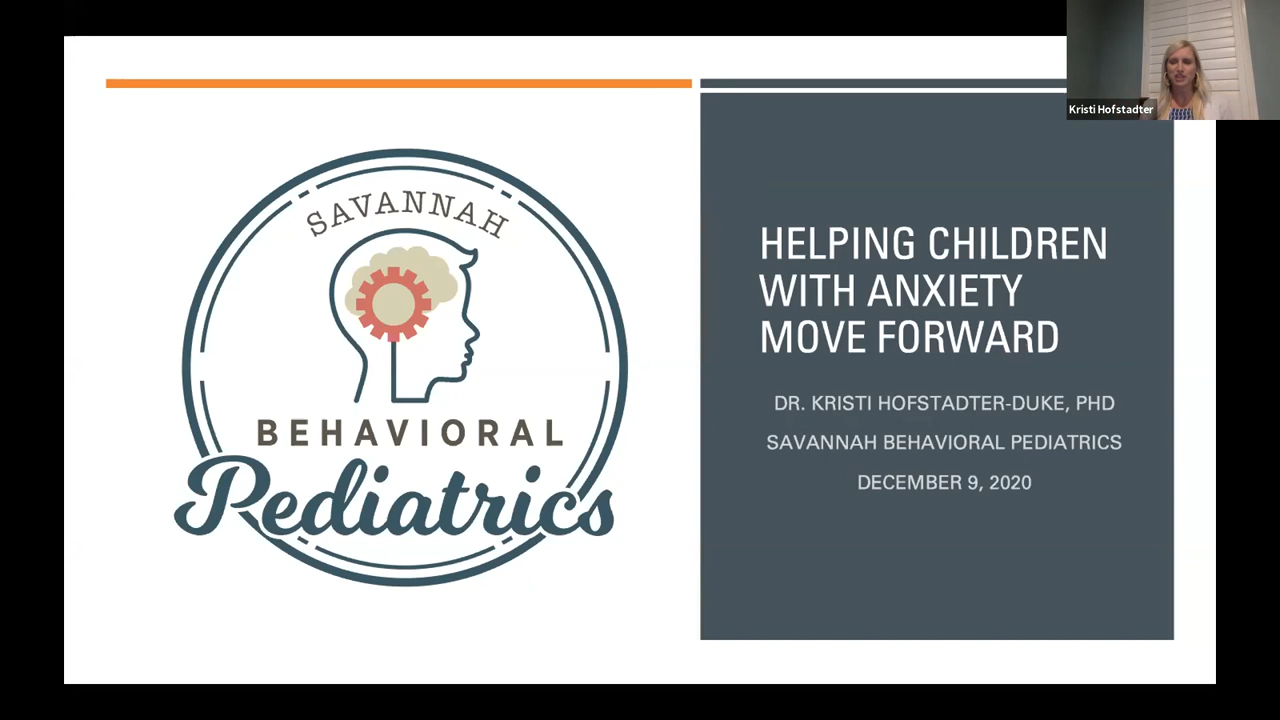 Kristi Hofstadter
SAVANNAH
BEHAVIORAL
Pediatrics
HELPING CHILDREN
WITH ANXIETY
MOVE FORWARD
DR. KRISTI HOFSTADTER-DUKE, PHD
SAVANNAH BEHAVIORAL PEDIATRICS
DECEMBER 9, 2020